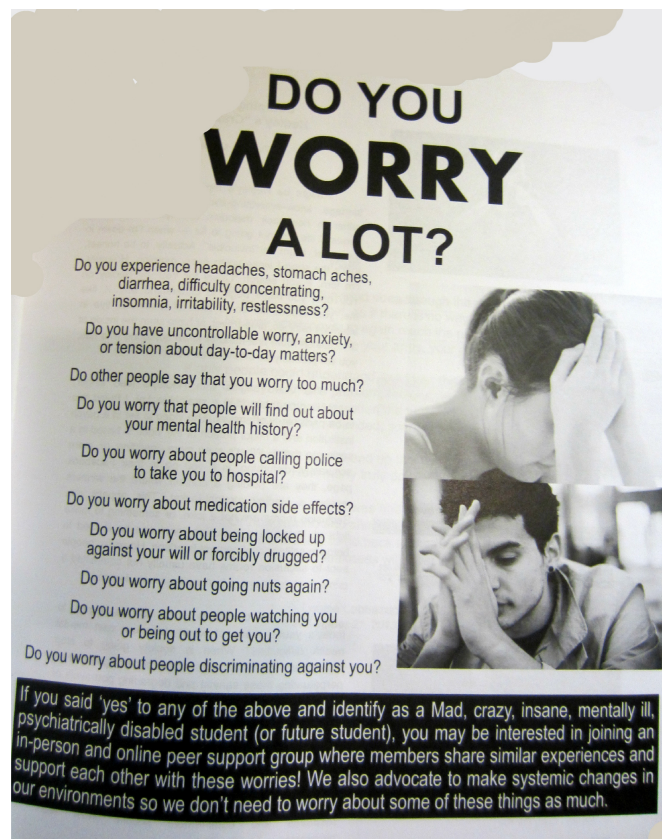 DO YOU
WORRY
A LOT?
Do you experience headaches, stomach aches,
diarrhea, difficulty concentrating,
insomnia, irritability, restlessness?
Do you have uncontrollable worry, anxiety,
or tension about day-to-day matters?
Do other people say that you worry too much?
Do you worry that people will find out about
your mental health history?
Do you worry about people calling police
to take you to hospital?
Do you worry about medication side effects?
Do you worry about being locked up
against your will or forcibly drugged?
Do you worry about going nuts again?
Do you worry about people watching you
or being out to get you?
Do you worry about people discriminating against you?
If you said 'yes' to any of the above and identify as a Mad, crazy, insane, mentally ill,
psychiatrically disabled student (or future student), you may be interested in joining an
in-person and online peer support group where members share similar experiences and
support each other with these worries! We also advocate to make systemic changes in
our environments so we don't need to worry about some of these things as much.